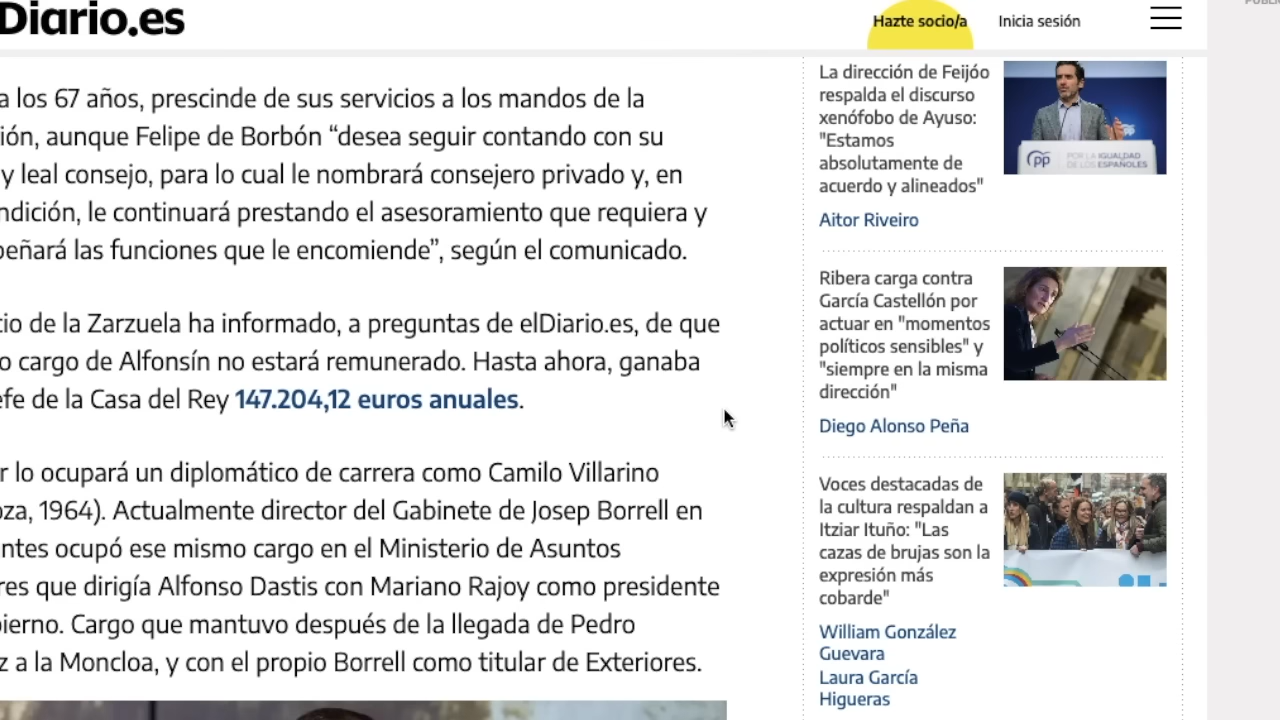 Diario.es
Hazte socio/a
Inicia sesión
a los 67 años, prescinde de sus servicios a los mandos de la
ión, aunque Felipe de Borbón “desea seguir contando con su
y leal consejo, para lo cual le nombrará consejero privado y, en
ndición, le continuará prestando el asesoramiento que requiera y
peñará las funciones que le encomiende”, según el comunicado.
cio de la Zarzuela ha informado, a preguntas de elDiario.es, de que
o cargo de Alfonsín no estará remunerado. Hasta ahora, ganaba
efe de la Casa del Rey 147.204,12 euros anuales.
r lo ocupará un diplomático de carrera como Camilo Villarino
oza, 1964). Actualmente director del Gabinete de Josep Borrell en
antes ocupó ese mismo cargo en el Ministerio de Asuntos
res que dirigía Alfonso Dastis con Mariano Rajoy como presidente
bierno. Cargo que mantuvo después de la llegada de Pedro
z a la Moncloa, y con el propio Borrell como titular de Exteriores.
La dirección de Feijóo
respalda el discurso
xenófobo de Ayuso:
"Estamos
absolutamente de
acuerdo y alineados"
Aitor Riveiro
pp
POR LA IGUALDAD
DE LOS ESPAÑOLES
Ribera carga contra
García Castellón por
actuar en "momentos
políticos sensibles" y
"siempre en la misma
dirección"
Diego Alonso Peña
Voces destacadas de
la cultura respaldan a
Itziar Ituño: "Las
cazas de brujas son la
expresión más
cobarde"
William González
Guevara
Laura García
Higueras